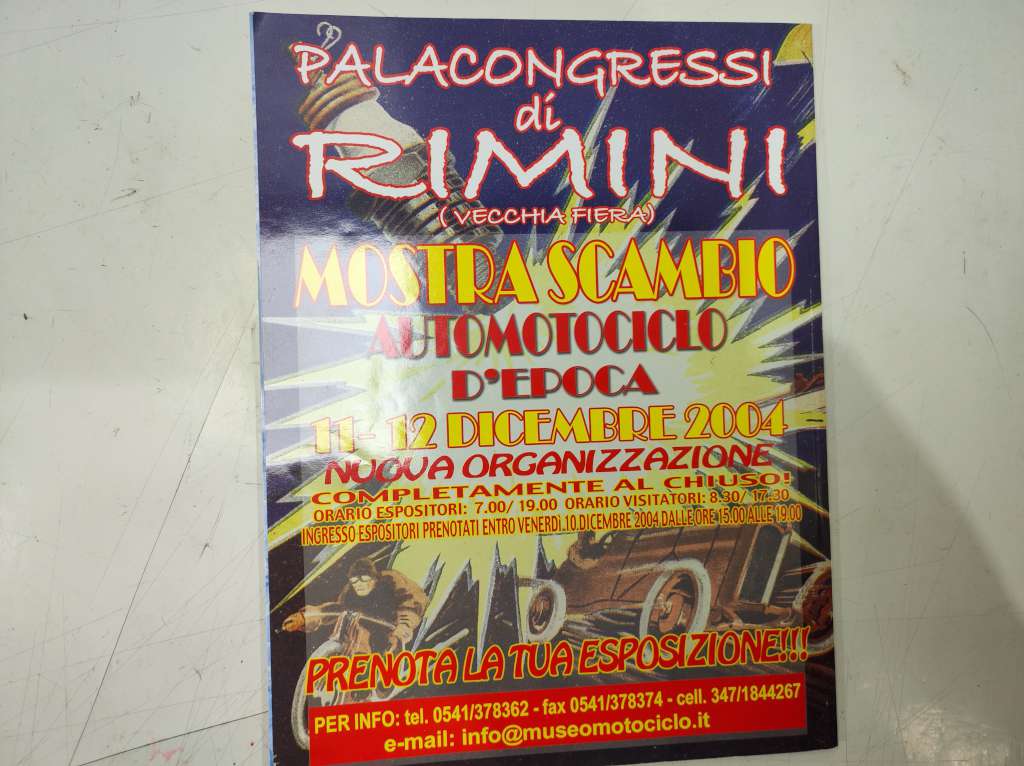 PALACONGRESSI
di
RIMINI
(VECCHIA FIERA)
MOSTRA SCAMBIO
AUTOMOTOCICLO
D'EPOCA
11- 12 DICEMBRE 2004
NUOVA ORGANIZZAZIONE
COMPLETAMENTE AL CHIUSO!
ORARIO ESPOSITORI: 7.00/ 19.00 ORARIO VISITATORI: 8.30/ 17.30
INGRESSO ESPOSITORI PRENOTATI ENTRO VENERDÌ.10.DICEMBRE 2004 DALLE ORE 15.00 ALLE 19.00
PRENOTA LA TUA ESPOSIZIONE!!!
PER INFO: tel. 0541/378362 - fax 0541/378374 - cell. 347/1844267
e-mail: info@museomotociclo.it